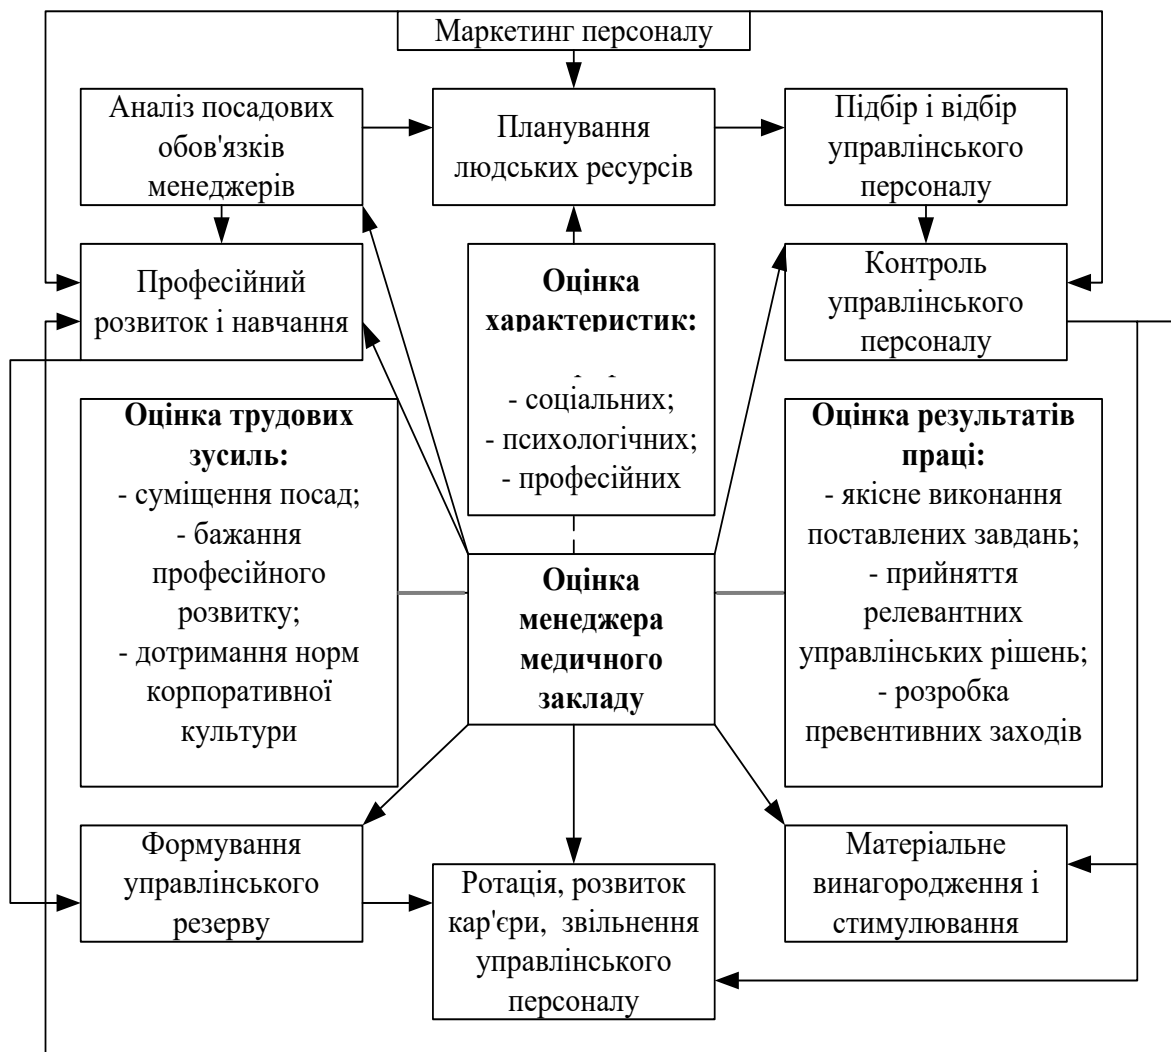 Маркетинг персоналу
Аналіз посадових
обов'язків
менеджерів
Планування
людських ресурсів
Підбір і відбір
управлінського
персоналу
Професійний
розвиток і навчання
Оцінка
характеристик:
- соціальних;
- психологічних;
- професійних
Контроль
управлінського
персоналу
Оцінка трудових
зусиль:
- суміщення посад;
- бажання
професійного
розвитку;
- дотримання норм
корпоративної
культури
Оцінка
менеджера
медичного
закладу
Оцінка результатів
праці:
- якісне виконання
поставлених завдань;
- прийняття
релевантних
управлінських рішень;
- розробка
превентивних заходів
Формування
управлінського
резерву
Ротація, розвиток
кар'єри, звільнення
управлінського
персоналу
Матеріальне
винагородження і
стимулювання